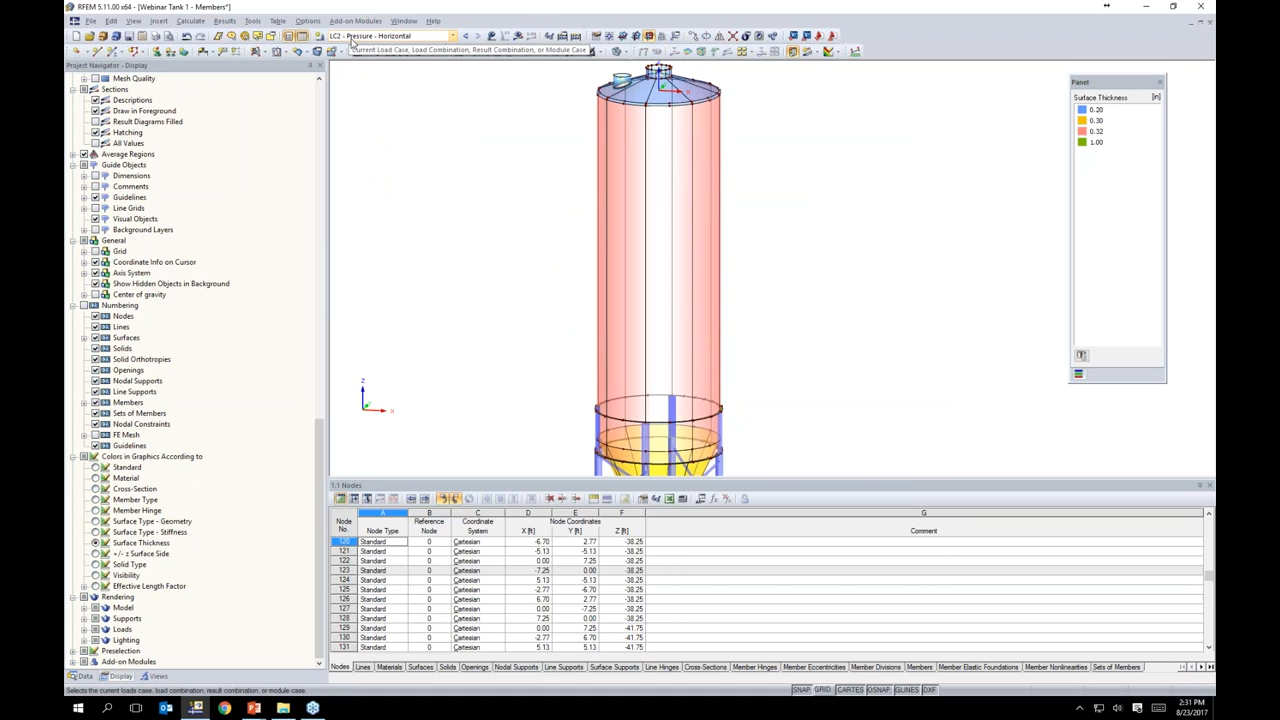 RFEM 5.11.00 x64 - [Webinar Tank 1 - Members*]
File Edit View Insert Calculate Results Tools Table Options Add-on Modules Window Help
LC2 - Pressure - Horizontal
Current Load Case, Load Combination, Result Combination, or Module Case
Project Navigator - Display
Mesh Quality
Sections
Descriptions
Draw in Foreground
Result Diagrams Filled
Hatching
All Values
Average Regions
Guide Objects
Dimensions
Comments
Guidelines
Line Grids
Visual Objects
Background Layers
General
Grid
Coordinate Info on Cursor
Axis System
Show Hidden Objects in Background
Center of gravity
Numbering
Nodes
Lines
Surfaces
Solids
Solid Orthotropies
Openings
Nodal Supports
Line Supports
Members
Sets of Members
Nodal Constraints
FE Mesh
Guidelines
Colors in Graphics According to
Standard
Material
Cross-Section
Member Type
Member Hinge
Surface Type - Geometry
Surface Type - Stiffness
Surface Thickness
+/- z Surface Side
Solid Type
Visibility
Effective Length Factor
Rendering
Model
Supports
Loads
Lighting
Preselection
Add-on Modules
Data Display Views
X
Z
X
Panel
Surface Thickness [in]
0.20
0.30
0.32
1.00
1.1 Nodes
A B C D E F G
Node Reference Coordinate Node Coordinates
No. Node Type Node System X [ft] Y [ft] Z [ft] Comment
120 Standard 0 Cartesian -6.70 2.77 -38.25
121 Standard 0 Cartesian -5.13 -5.13 -38.25
122 Standard 0 Cartesian 0.00 7.25 -38.25
123 Standard 0 Cartesian -7.25 0.00 -38.25
124 Standard 0 Cartesian 5.13 -5.13 -38.25
125 Standard 0 Cartesian -2.77 -6.70 -38.25
126 Standard 0 Cartesian 6.70 2.77 -38.25
127 Standard 0 Cartesian 0.00 -7.25 -38.25
128 Standard 0 Cartesian 7.25 0.00 -38.25
129 Standard 0 Cartesian 0.00 7.25 -41.75
130 Standard 0 Cartesian -2.77 6.70 -41.75
131 Standard 0 Cartesian 5.13 5.13 -41.75
Nodes Lines Materials Surfaces Solids Openings Nodal Supports Line Supports Surface Supports Line Hinges Cross-Sections Member Hinges Member Eccentricities Member Divisions Members Member Elastic Foundations Member Nonlinearities Sets of Members
Selects the current loads case, load combination, result combination, or module case.
SNAP GRID CARTES OSNAP GLINES DXF
2:31 PM
8/23/2017